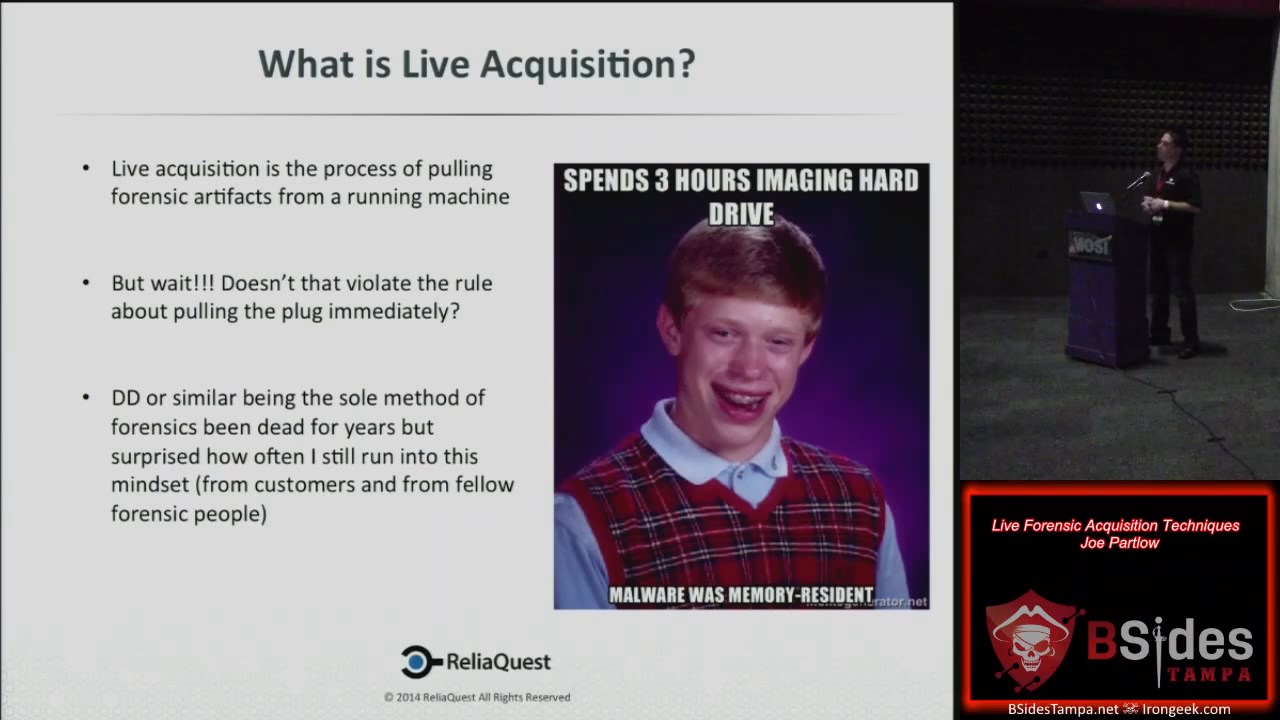 What is Live Acquisition?
• Live acquisition is the process of pulling
forensic artifacts from a running machine
• But wait!!! Doesn't that violate the rule
about pulling the plug immediately?
• DD or similar being the sole method of
forensics been dead for years but
surprised how often I still run into this
mindset (from customers and from fellow
forensic people)
SPENDS 3 HOURS IMAGING HARD
DRIVE
MALWARE WAS MEMORY-RESIDENT
ReliaQuest
© 2014 ReliaQuest All Rights Reserved
MOSI
Live Forensic Acquisition Techniques
Joe Partlow
BSides
TAMPA
BSidesTampa.net Irongeek.com